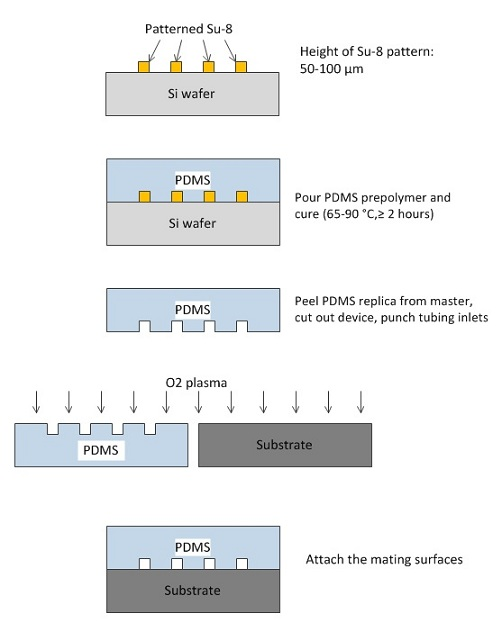 Patterned Su-8
Height of Su-8 pattern:
50-100 µm
Si wafer
PDMS
Pour PDMS prepolymer and
cure (65-90 °C,≥ 2 hours)
Si wafer
PDMS
Peel PDMS replica from master,
cut out device, punch tubing inlets
O2 plasma
PDMS
Substrate
PDMS
Attach the mating surfaces
Substrate